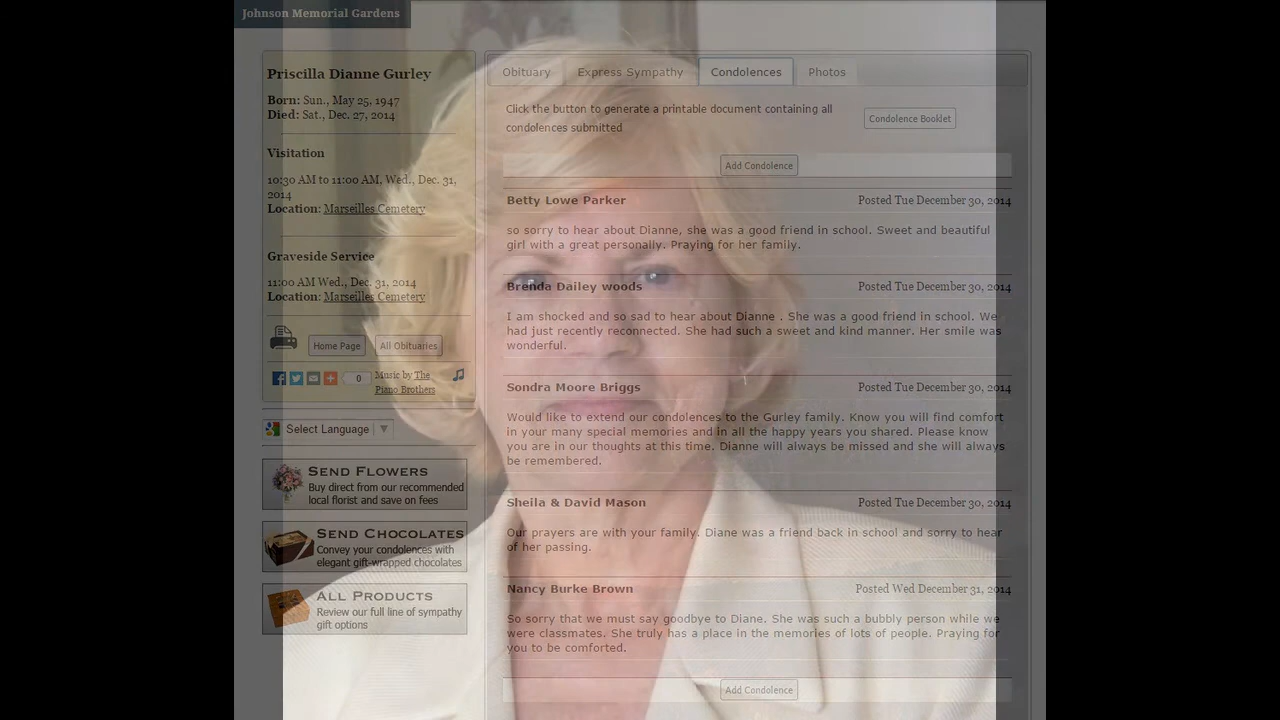 Johnson Memorial Gardens
Priscilla Dianne Gurley
Born: Sun., May 25, 1947
Died: Sat., Dec. 27, 2014
Visitation
10:30 AM to 11:00 AM, Wed., Dec. 31,
2014
Location: Marseilles Cemetery
Graveside Service
11:00 AM Wed., Dec. 31, 2014
Location: Marseilles Cemetery
Home Page
All Obituaries
0
Music by The
Piano Brothers
Select Language
SEND FLOWERS
Buy direct from our recommended
local florist and save on fees
SEND CHOCOLATES
Convey your condolences with
elegant gift-wrapped chocolates
ALL PRODUCTS
Review our full line of sympathy
gift options
Obituary Express Sympathy Condolences Photos
Click the button to generate a printable document containing all
condolences submitted
Condolence Booklet
Add Condolence
Betty Lowe Parker Posted Tue December 30, 2014
so sorry to hear about Dianne, she was a good friend in school. Sweet and beautiful
girl with a great personally. Praying for her family.
Brenda Dailey woods Posted Tue December 30, 2014
I am shocked and so sad to hear about Dianne . She was a good friend in school. We
had just recently reconnected. She had such a sweet and kind manner. Her smile was
wonderful.
Sondra Moore Briggs Posted Tue December 30, 2014
Would like to extend our condolences to the Gurley family. Know you will find comfort
in your many special memories and in all the happy years you shared. Please know
you are in our thoughts at this time. Dianne will always be missed and she will always
be remembered.
Sheila & David Mason Posted Tue December 30, 2014
Our prayers are with your family. Diane was a friend back in school and sorry to hear
of her passing.
Nancy Burke Brown Posted Wed December 31, 2014
So sorry that we must say goodbye to Diane. She was such a bubbly person while we
were classmates. She truly has a place in the memories of lots of people. Praying for
you to be comforted.
Add Condolence